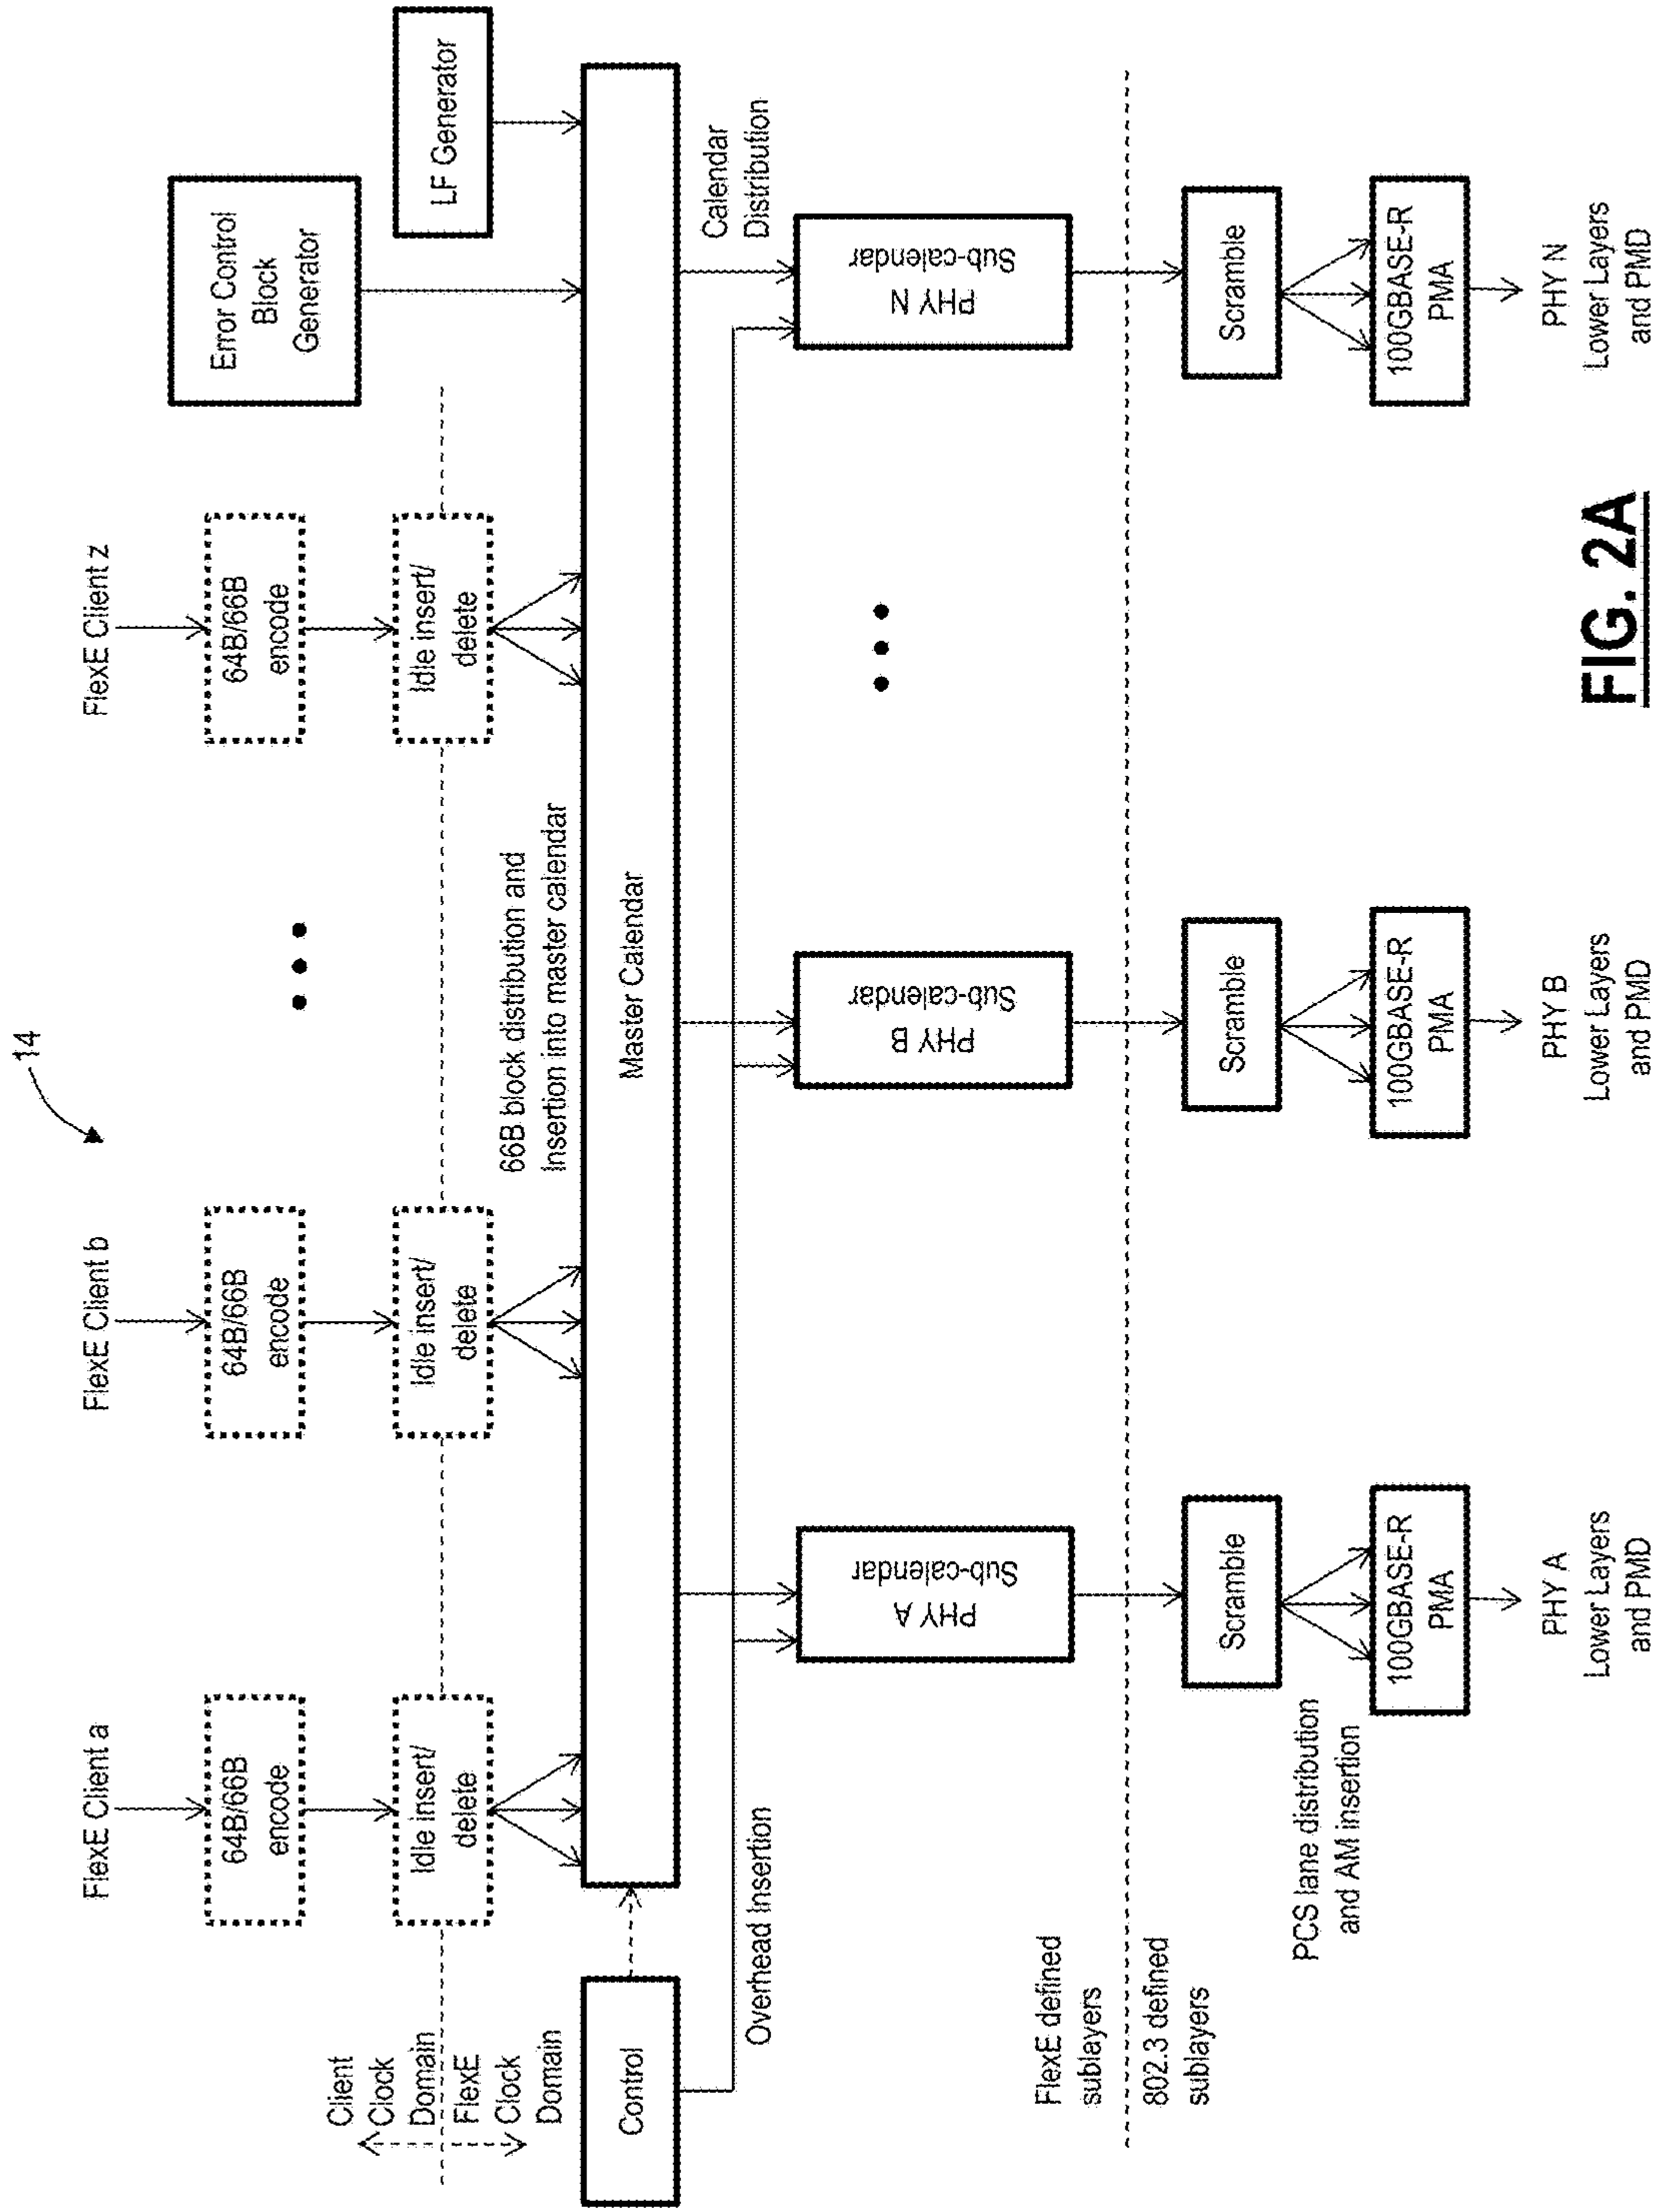 14
FlexE Client a
FlexE Client b
FlexE Client z
64B/66B
encode
64B/66B
encode
64B/66B
encode
Error Control
Block
Generator
LF Generator
Client
Clock
Domain
FlexE
Clock
Domain
Idle insert/
delete
Idle insert/
delete
Idle insert/
delete
66B block distribution and
Insertion into master calendar
Control
Master Calendar
Overhead Insertion
Calendar
Distribution
PHY A
Sub-calendar
PHY B
Sub-calendar
PHY N
Sub-calendar
FlexE defined
sublayers
802.3 defined
sublayers
Scramble
Scramble
Scramble
PCS lane distribution
and AM insertion
100GBASE-R
PMA
100GBASE-R
PMA
100GBASE-R
PMA
PHY A
Lower Layers
and PMD
PHY B
Lower Layers
and PMD
PHY N
Lower Layers
and PMD
FIG. 2A